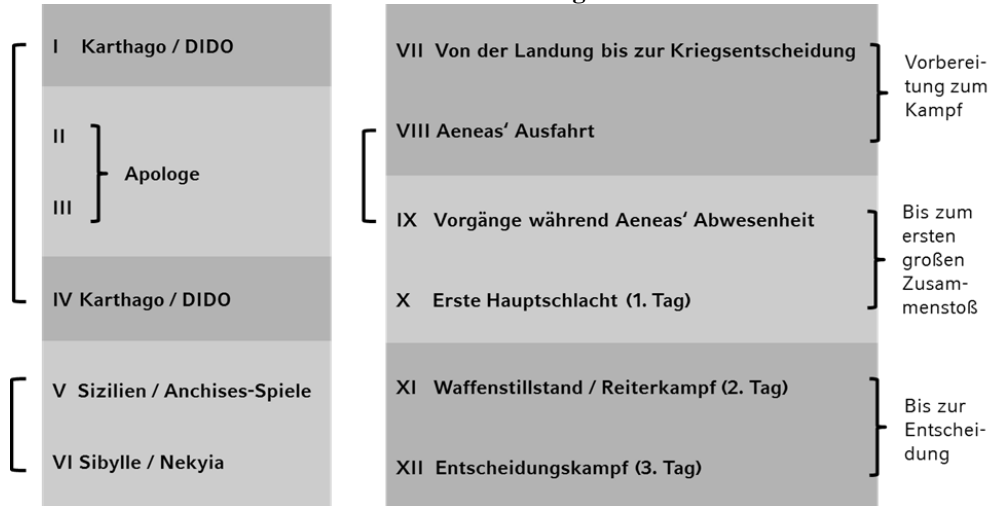 I Karthago / DIDO
II
Apologe
III
IV Karthago / DIDO
V Sizilien / Anchises-Spiele
VI Sibylle / Nekyia
VII Von der Landung bis zur Kriegsentscheidung
VIII Aeneas‘ Ausfahrt
IX Vorgänge während Aeneas‘ Abwesenheit
X Erste Hauptschlacht (1. Tag)
XI Waffenstillstand / Reiterkampf (2. Tag)
XII Entscheidungskampf (3. Tag)
Vorberei-
tung zum
Kampf
Bis zum
ersten
großen
Zusam-
menstoß
Bis zur
Entschei-
dung